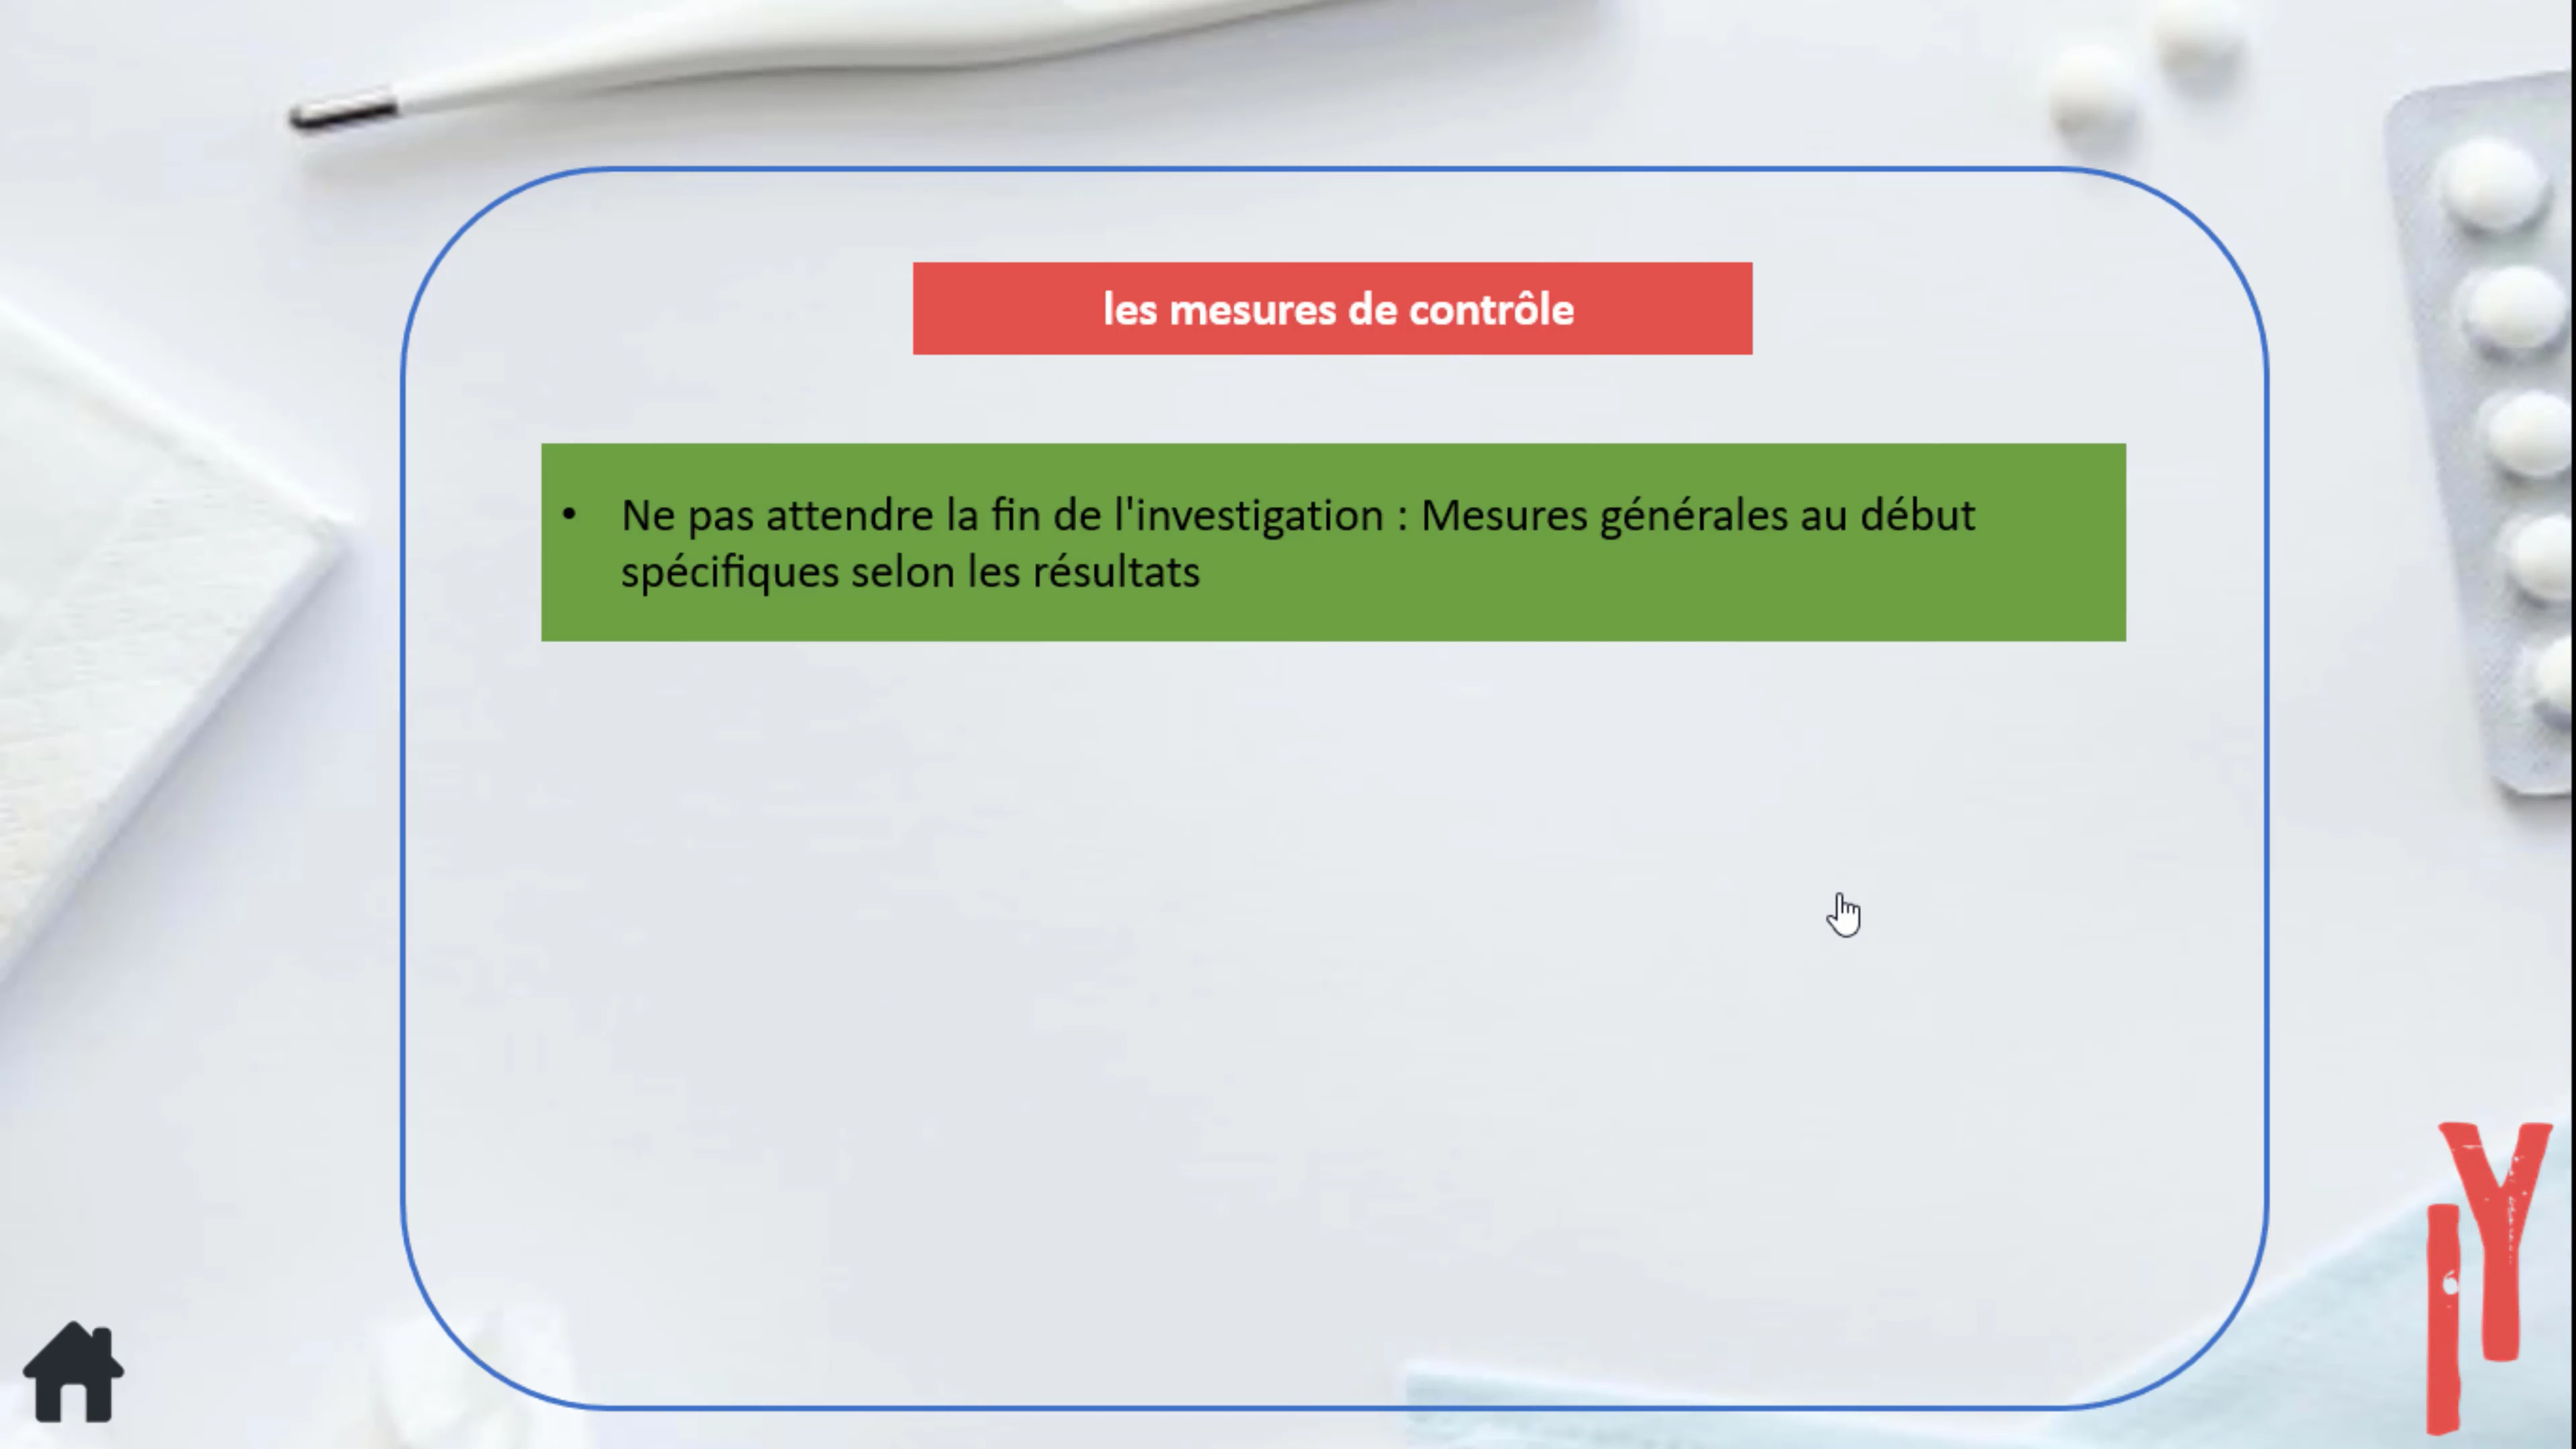 les mesures de contrôle
• Ne pas attendre la fin de l'investigation : Mesures générales au début
spécifiques selon les résultats
IY